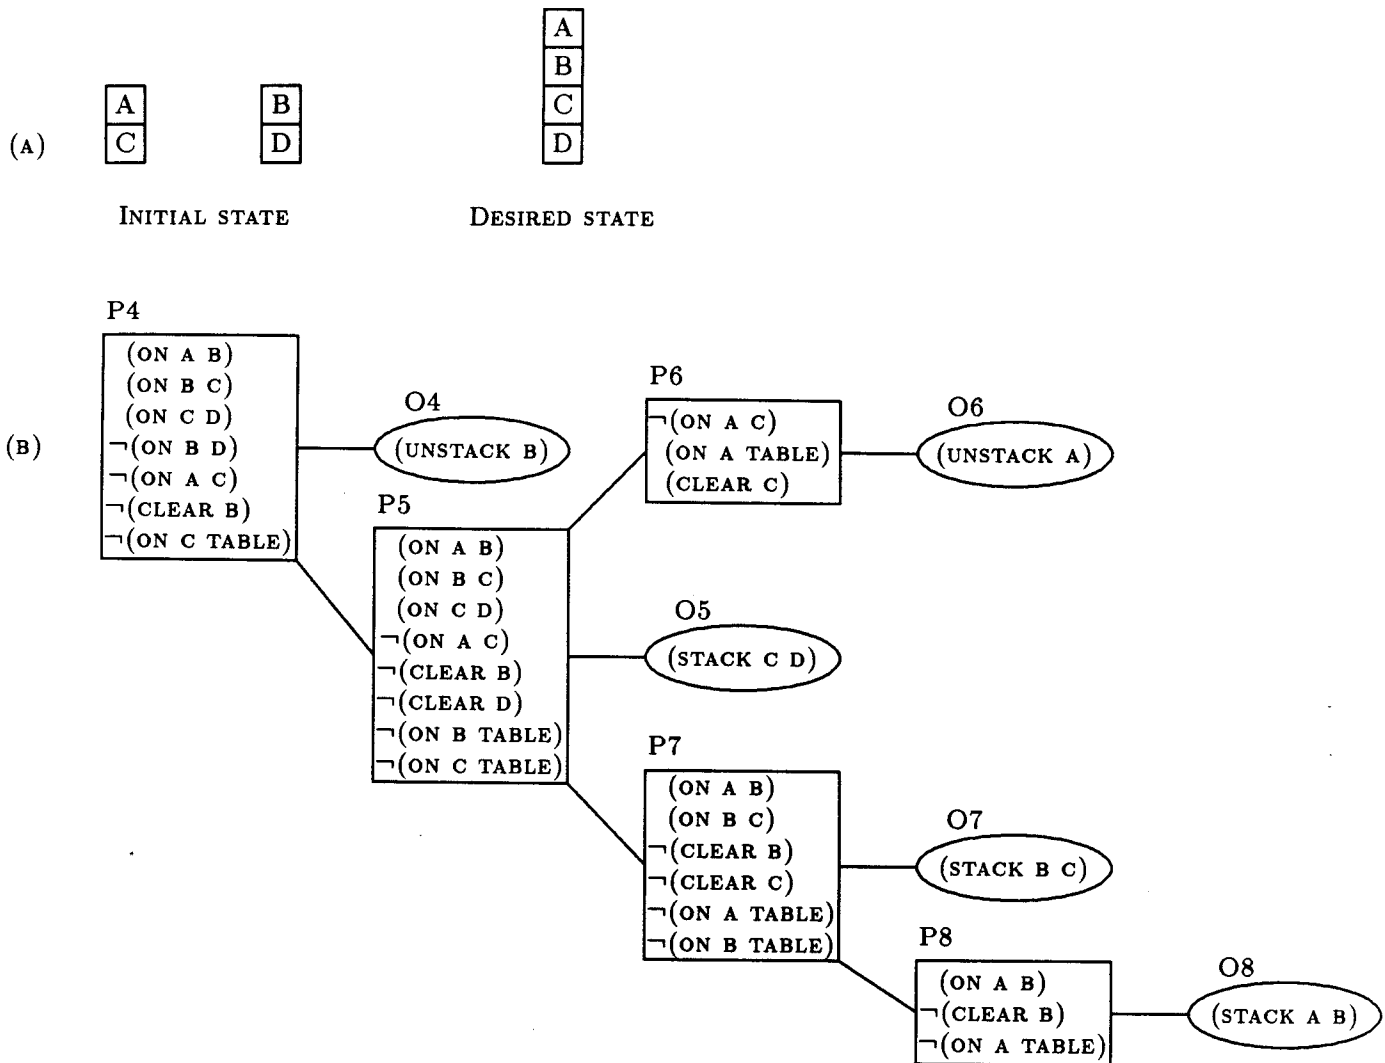 A
B
C
D
A
C
B
D
(A)
INITIAL STATE
DESIRED STATE
(B)
P4
(ON A B)
(ON B C)
(ON C D)
¬(ON B D)
¬(ON A C)
¬(CLEAR B)
¬(ON C TABLE)
O4
(UNSTACK B)
P5
(ON A B)
(ON B C)
(ON C D)
¬(ON A C)
¬(CLEAR B)
¬(CLEAR D)
¬(ON B TABLE)
¬(ON C TABLE)
P6
¬(ON A C)
(ON A TABLE)
(CLEAR C)
O6
(UNSTACK A)
O5
(STACK C D)
P7
(ON A B)
(ON B C)
¬(CLEAR B)
¬(CLEAR C)
¬(ON A TABLE)
¬(ON B TABLE)
O7
(STACK B C)
P8
(ON A B)
¬(CLEAR B)
¬(ON A TABLE)
O8
(STACK A B)